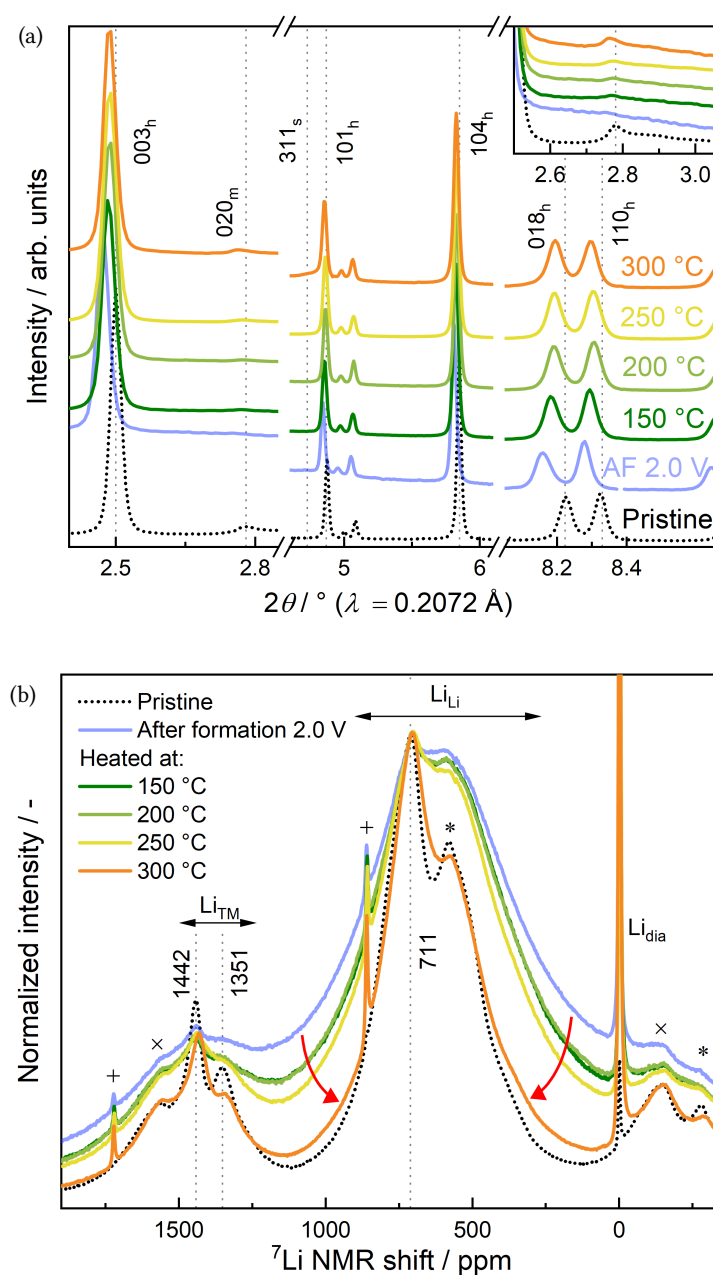 (a)
Intensity / arb. units
003ₕ
020ₘ
311ₛ
101ₕ
104ₕ
018ₕ
110ₕ
2.6 2.8 3.0
300 °C
250 °C
200 °C
150 °C
AF 2.0 V
Pristine
2.5 2.8 5 6 8.2 8.4
2θ / ° (λ = 0.2072 Å)
(b)
Pristine
After formation 2.0 V
Heated at:
150 °C
200 °C
250 °C
300 °C
Li_Li
Li_TM
Li_dia
1442
1351
711
+ × + * × *
Normalized intensity / -
1500 1000 500 0
⁷Li NMR shift / ppm